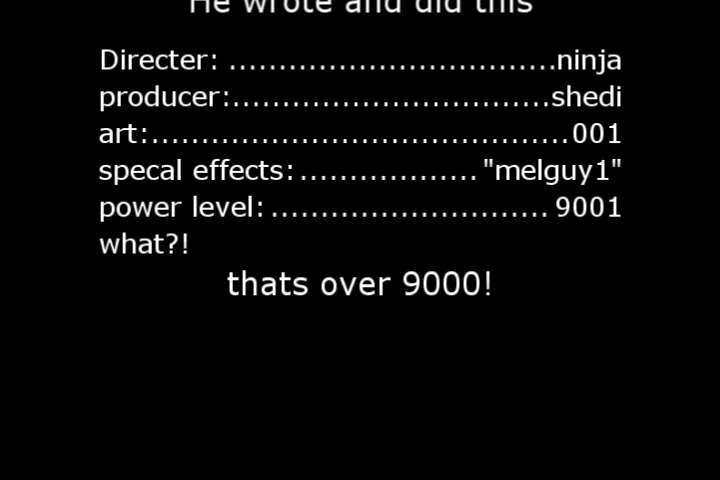 He wrote and did this
Directer: ................................ninja
producer:................................shedi
art:..........................................001
specal effects:.................."melguy1"
power level:............................ 9001
what?!
thats over 9000!